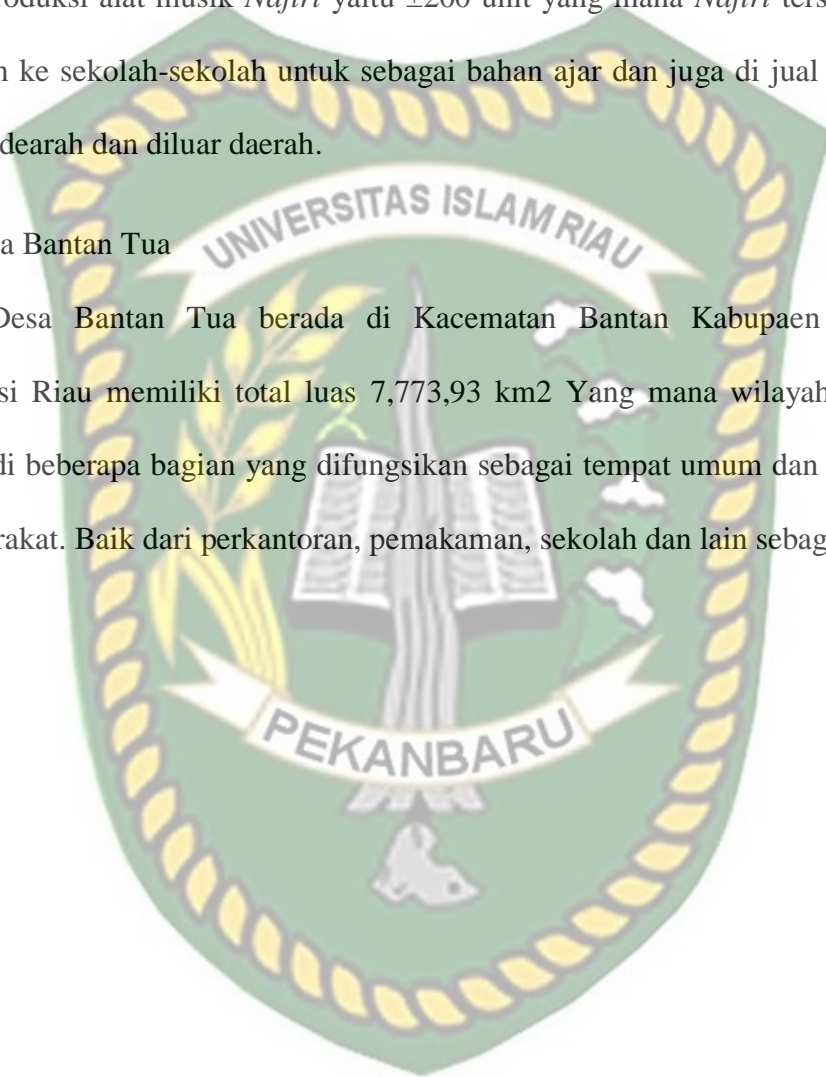 roduksi alat musik Nafiri yaitu ±200 unit yang mana Nafiri ters
n ke sekolah-sekolah untuk sebagai bahan ajar dan juga di jual
dearah dan diluar daerah.
UNIVERSITAS ISLAM RIAU
a Bantan Tua
Desa Bantan Tua berada di Kacematan Bantan Kabupaen
si Riau memiliki total luas 7,773,93 km2 Yang mana wilayah
di beberapa bagian yang difungsikan sebagai tempat umum dan
rakat. Baik dari perkantoran, pemakaman, sekolah dan lain sebag
PEKANBARU